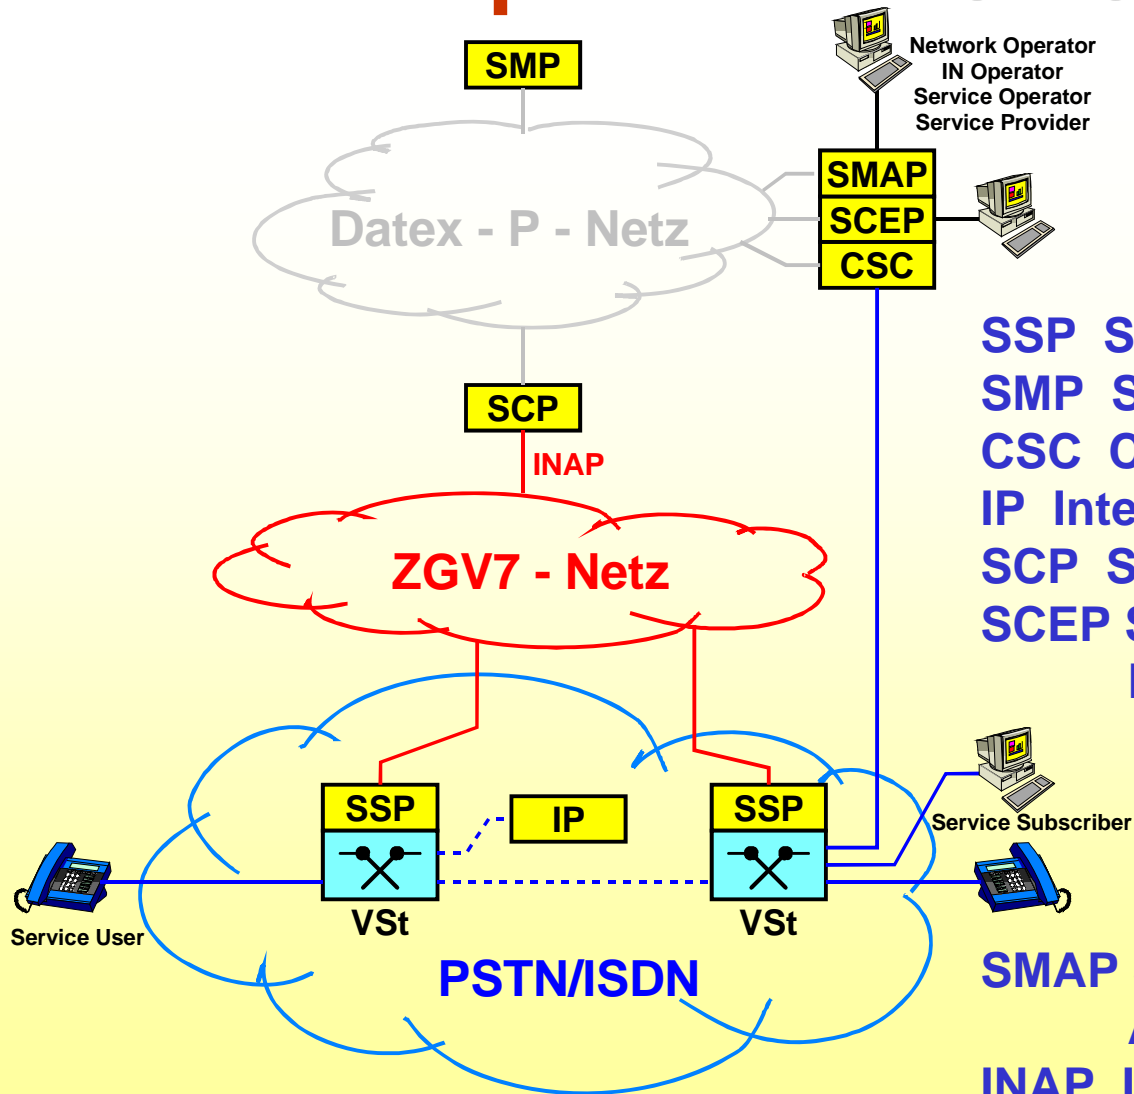 SMP
Network Operator
IN Operator
Service Operator
Service Provider
SMAP
SCEP
CSC
Datex - P - Netz
SCP
INAP
ZGV7 - Netz
SSP
IP
SSP
VSt
VSt
Service User
Service Subscriber
PSTN/ISDN
SSP S
SMP S
CSC C
IP Inte
SCP S
SCEP S
SMAP
INAP I